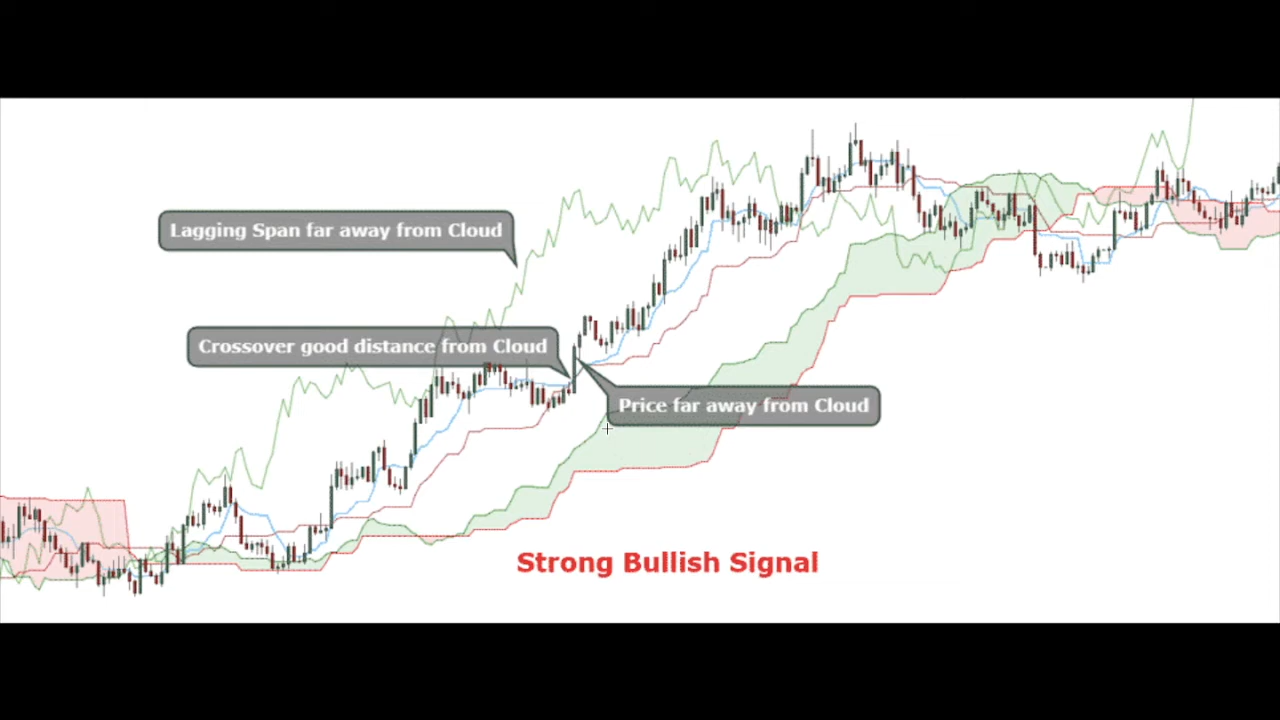 Lagging Span far away from Cloud
Crossover good distance from Cloud
Price far away from Cloud
Strong Bullish Signal